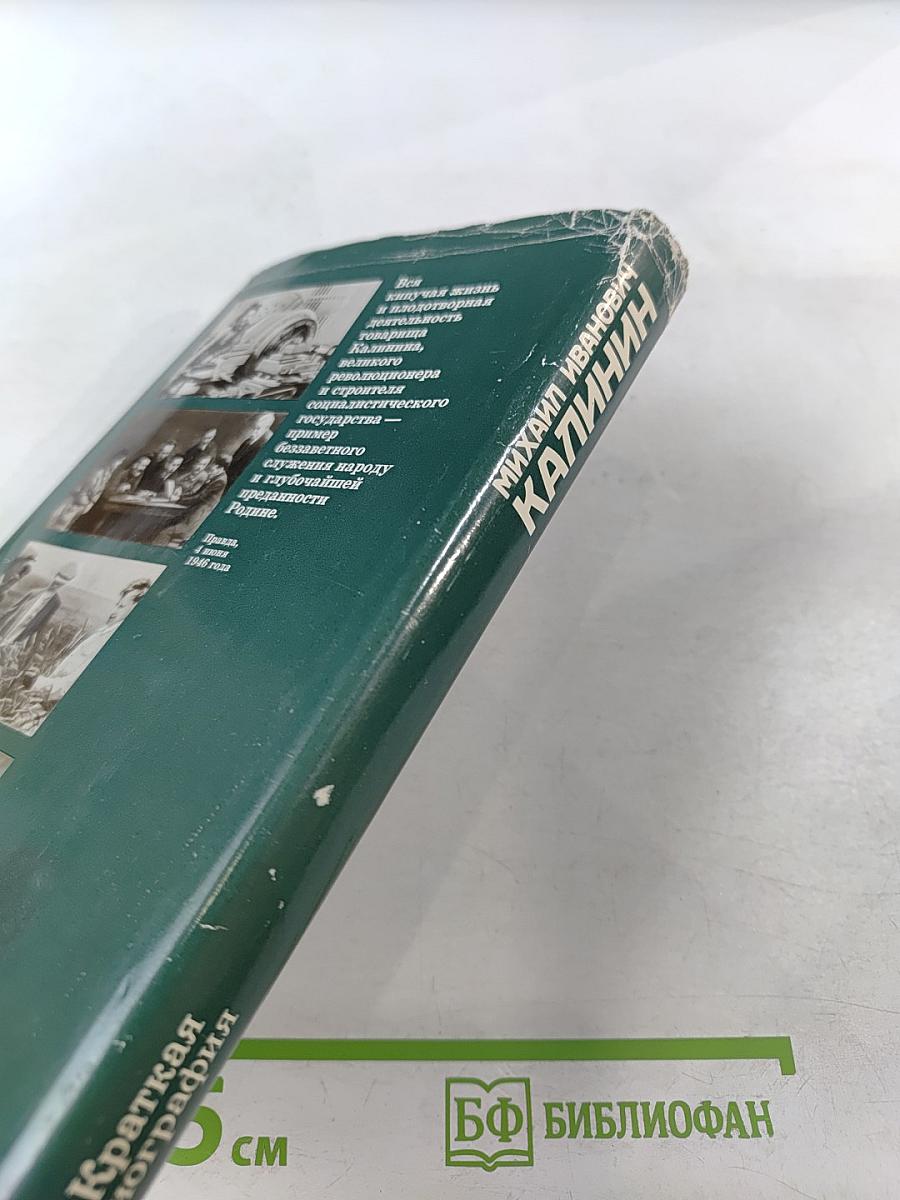 Вся
кипучая жизнь
и плодотворная
деятельность
товарища
Калинина,
великого
революционера
и строителя
социалистического
государства —
пример
беззаветного
служения народу
и глубочайшей
преданности
Родине.
Правда,
4 июня
1946 года
МИХАИЛ ИВАНОВИЧ
КАЛИНИН
Краткая
5 см
БФ БИБЛИОФАН